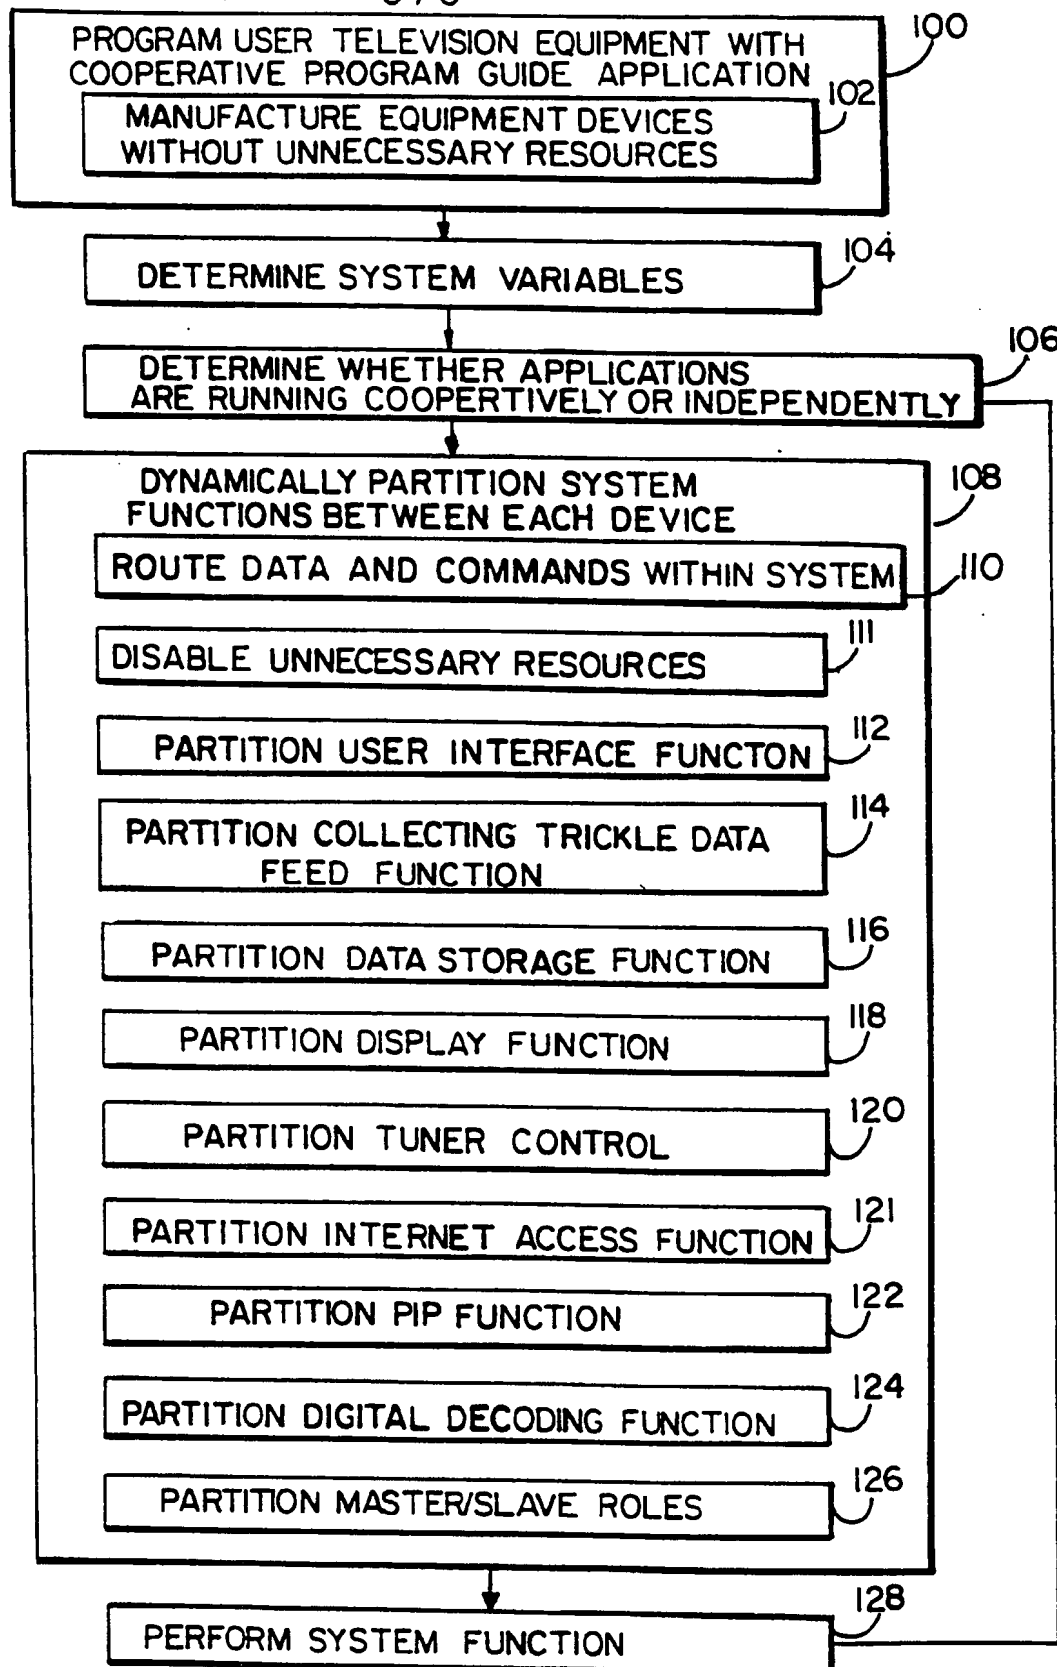 PROGRAM USER TELEVISION EQUIPMENT WITH
COOPERATIVE PROGRAM GUIDE APPLICATION
100
MANUFACTURE EQUIPMENT DEVICES
WITHOUT UNNECESSARY RESOURCES
102
DETERMINE SYSTEM VARIABLES
104
DETERMINE WHETHER APPLICATIONS
ARE RUNNING COOPERTIVELY OR INDEPENDENTLY
106
DYNAMICALLY PARTITION SYSTEM
FUNCTIONS BETWEEN EACH DEVICE
108
ROUTE DATA AND COMMANDS WITHIN SYSTEM
110
DISABLE UNNECESSARY RESOURCES
111
PARTITION USER INTERFACE FUNCTON
112
PARTITION COLLECTING TRICKLE DATA
FEED FUNCTION
114
PARTITION DATA STORAGE FUNCTION
116
PARTITION DISPLAY FUNCTION
118
PARTITION TUNER CONTROL
120
PARTITION INTERNET ACCESS FUNCTION
121
PARTITION PIP FUNCTION
122
PARTITION DIGITAL DECODING FUNCTION
124
PARTITION MASTER/SLAVE ROLES
126
PERFORM SYSTEM FUNCTION
128